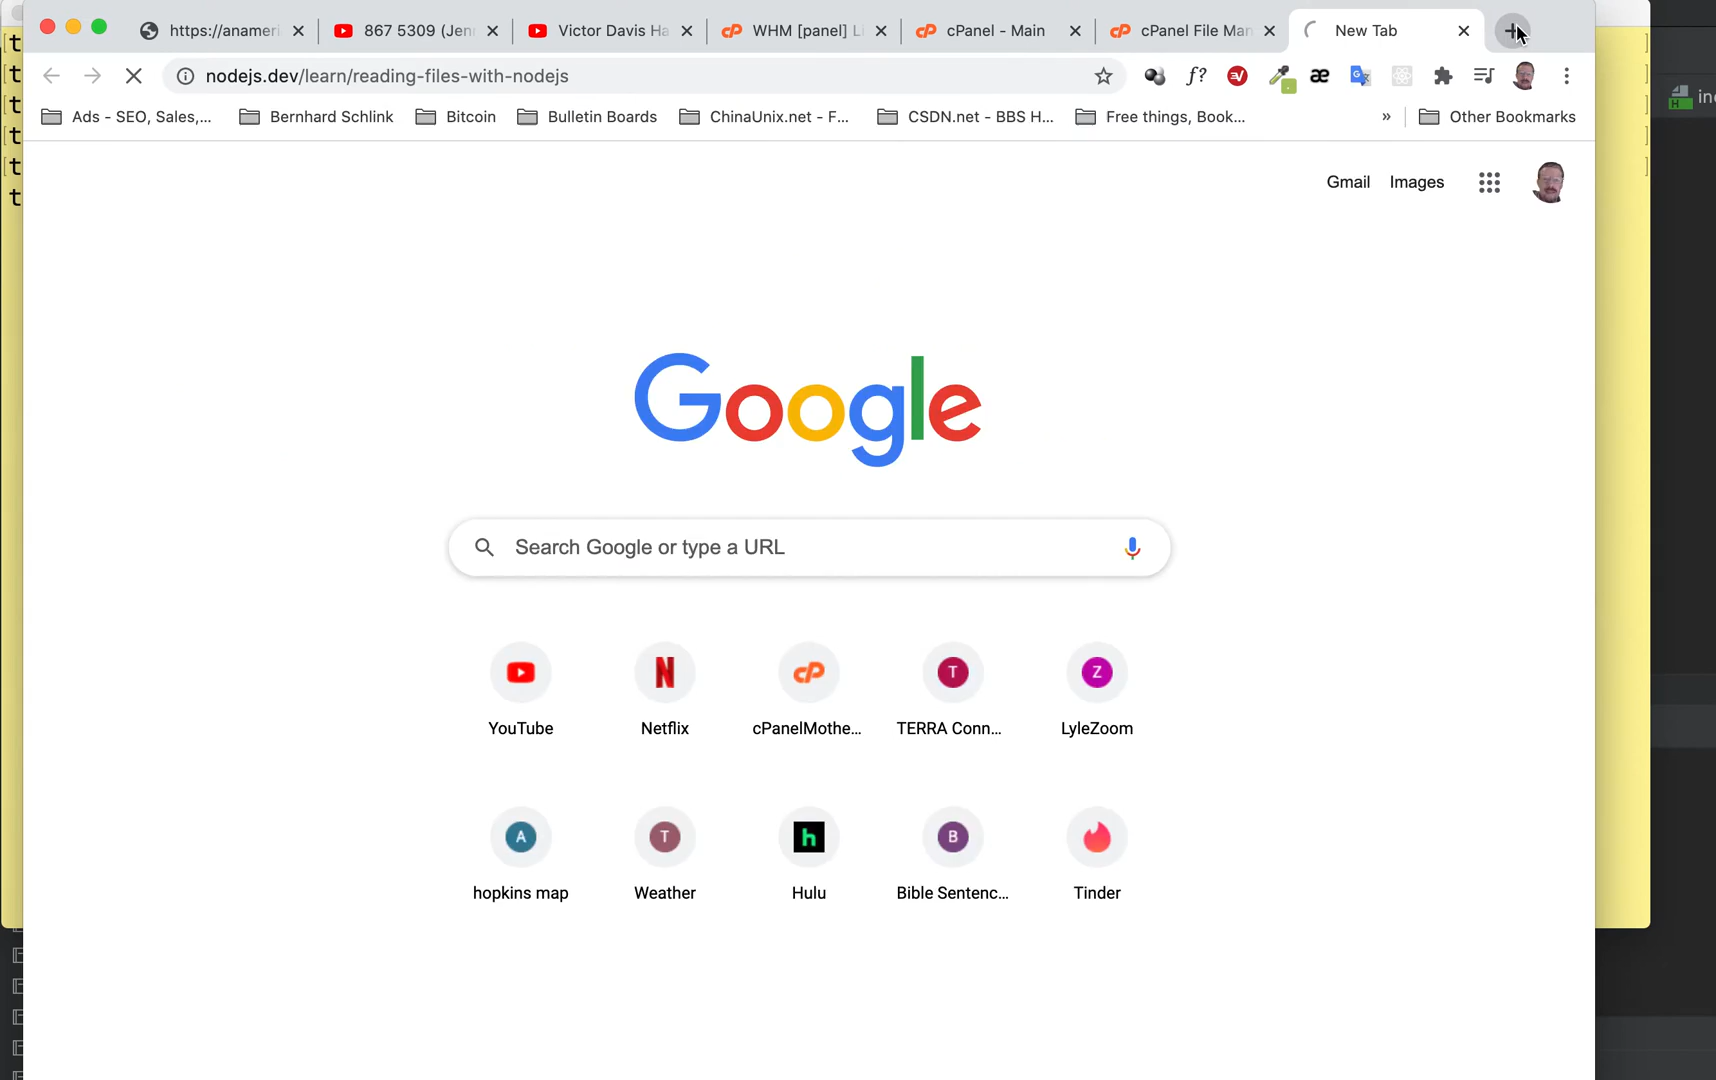 https://anameri
867 5309 (Jen
Victor Davis Ha
WHM [panel] Li
cPanel - Main
cPanel File Man
New Tab
nodejs.dev/learn/reading-files-with-nodejs
f?
æ
Ads - SEO, Sales,...
Bernhard Schlink
Bitcoin
Bulletin Boards
ChinaUnix.net - F...
CSDN.net - BBS H...
Free things, Book...
»
Other Bookmarks
Gmail
Images
Google
Search Google or type a URL
YouTube
Netflix
cPanelMothe...
TERRA Conn...
LyleZoom
hopkins map
Weather
Hulu
Bible Sentenc...
Tinder